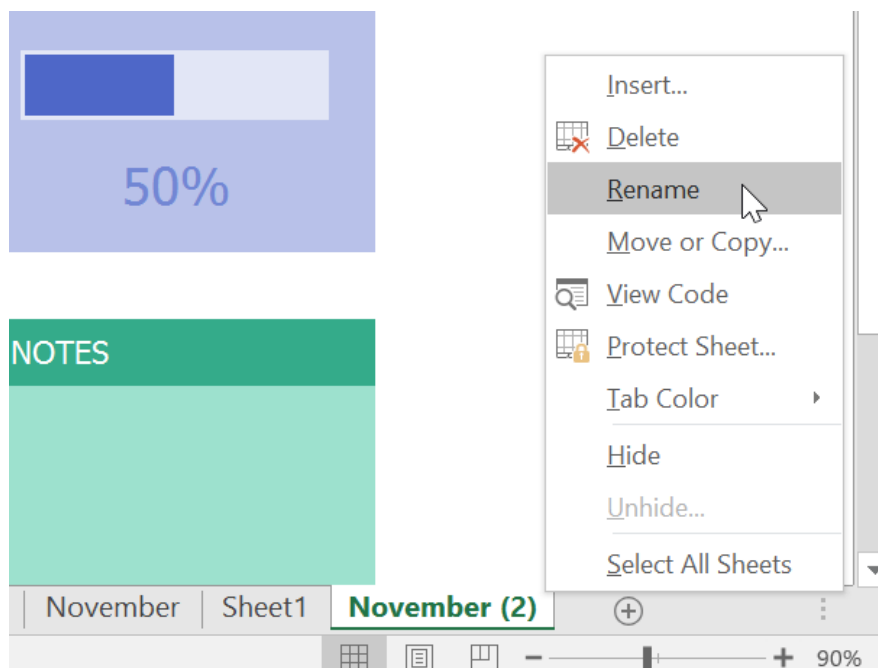 50%
NOTES
Insert...
Delete
Rename
Move or Copy...
View Code
Protect Sheet...
Tab Color
Hide
Unhide...
Select All Sheets
November Sheet1 November (2)
90%